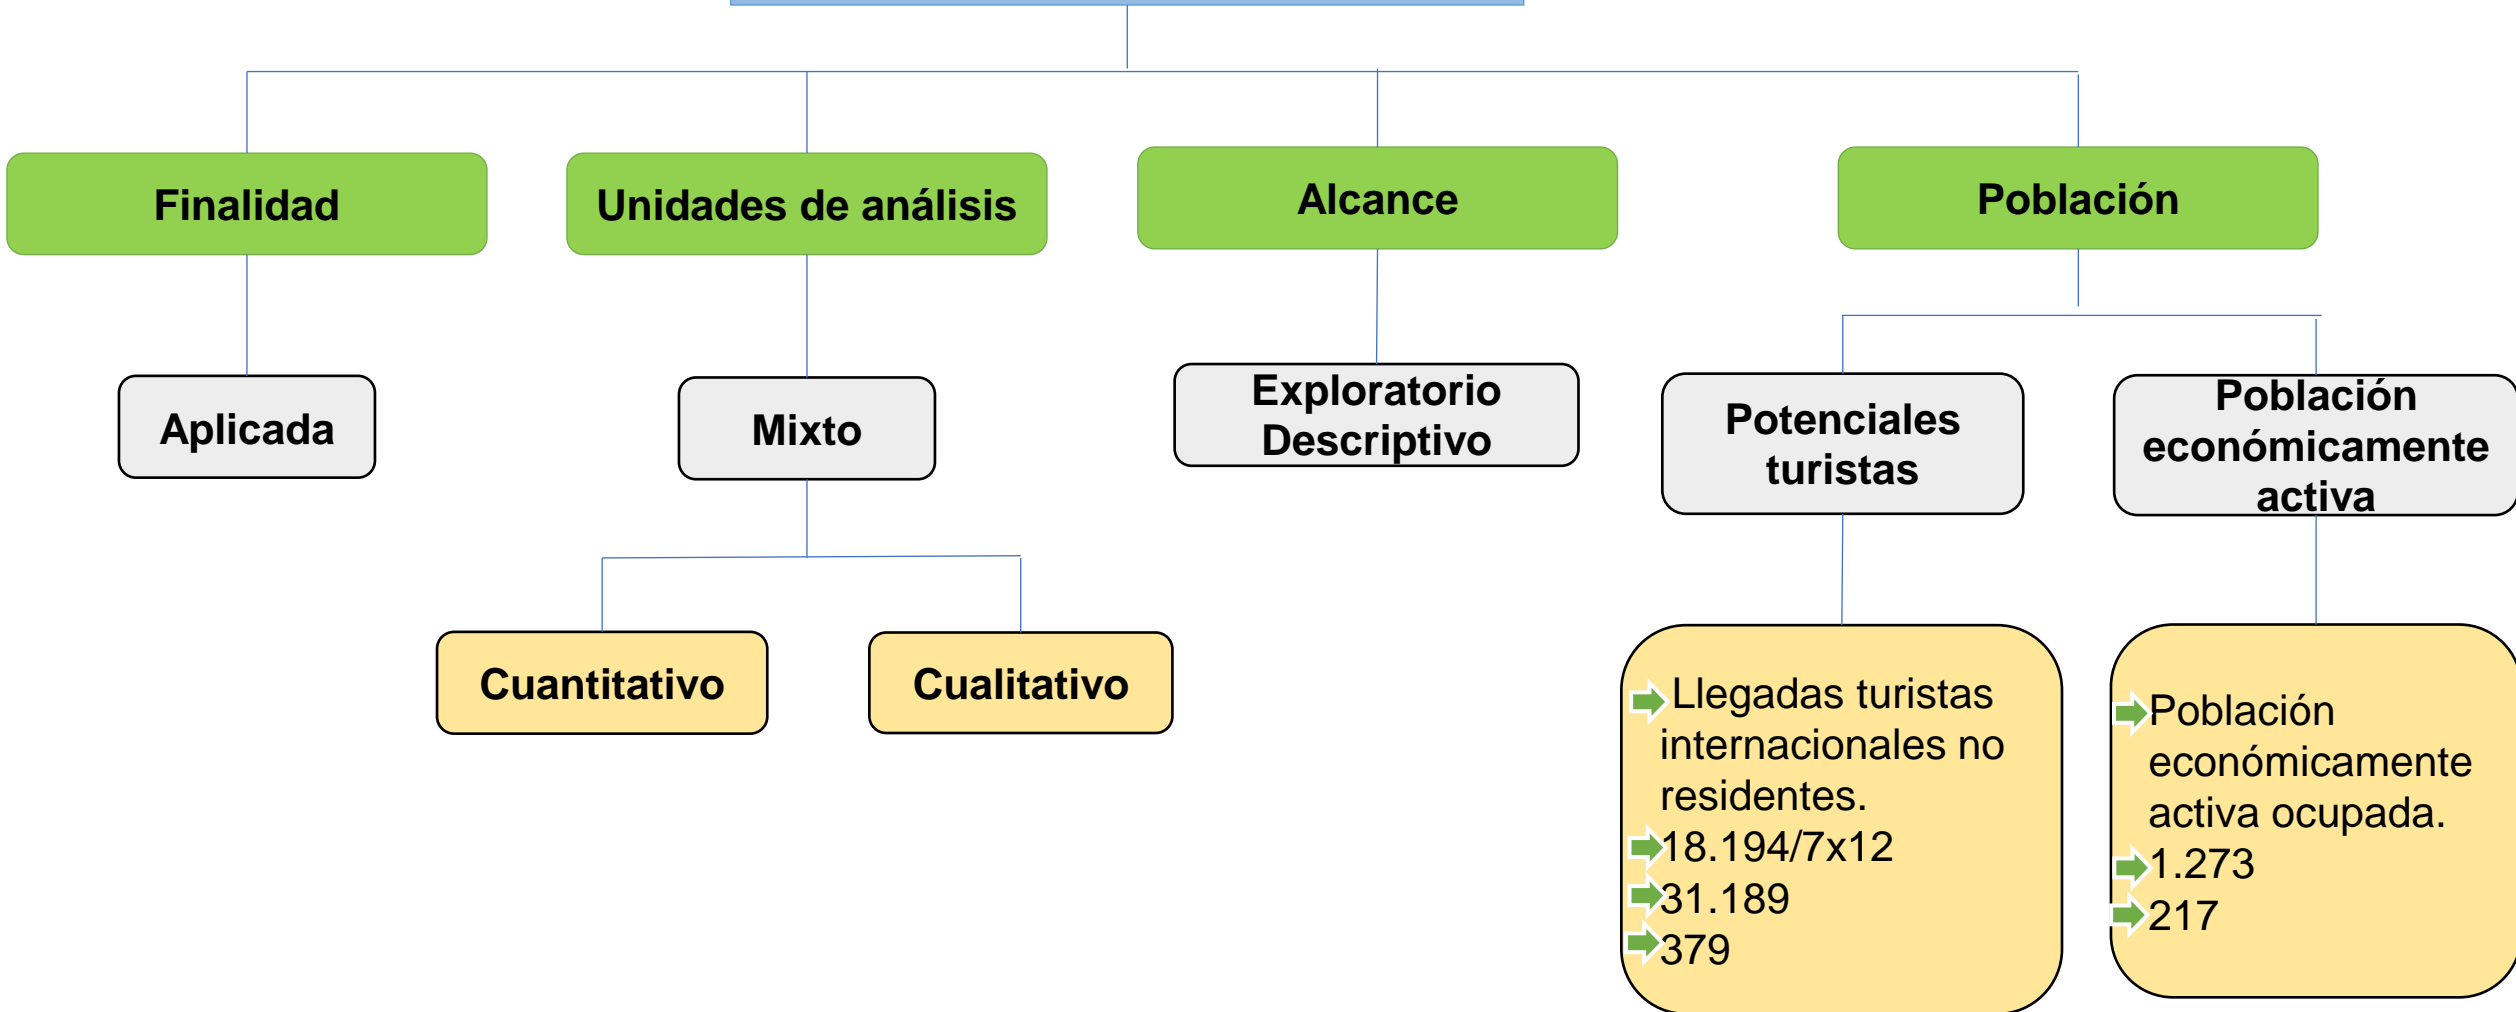 Finalidad
Unidades de análisis
Alcance
Población
Aplicada
Mixto
Exploratorio
Descriptivo
Potenciales
turistas
Población
económicamente
activa
Cuantitativo
Cualitativo
Llegadas turistas
internacionales no
residentes.
18.194/7x12
31.189
379
Población
económicamente
activa ocupada.
1.273
217